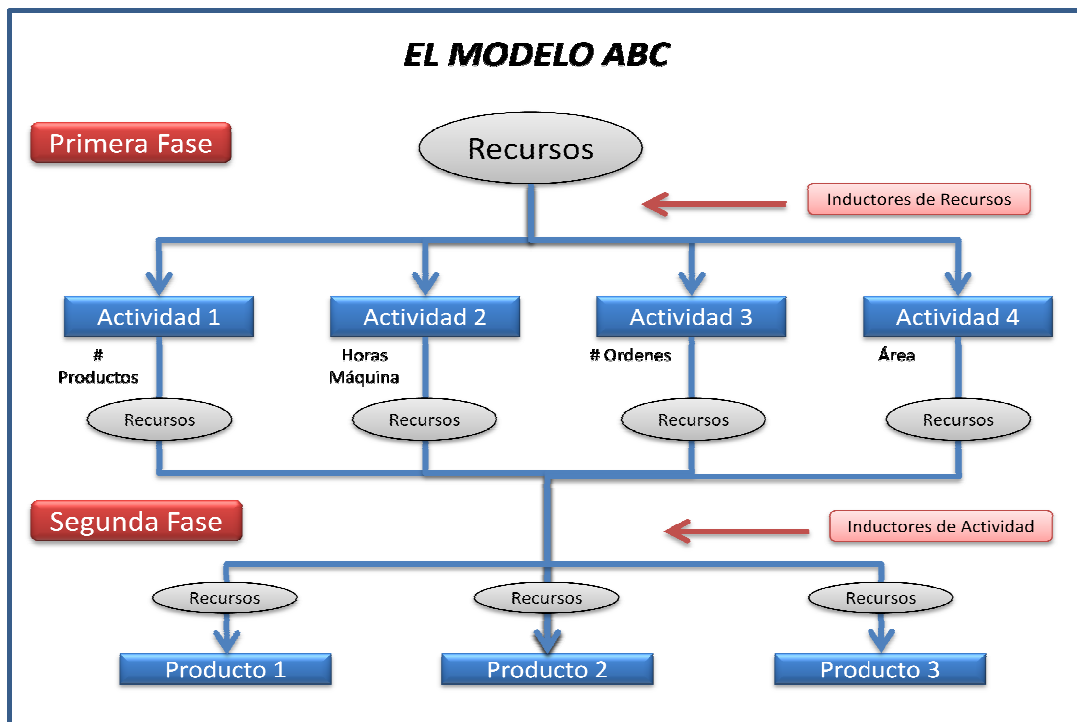 EL MODELO ABC
Primera Fase
Recursos
Inductores de Recursos
Actividad 1
Actividad 2
Actividad 3
Actividad 4
#
Productos
Horas
Máquina
# Ordenes
Área
Recursos
Recursos
Recursos
Recursos
Segunda Fase
Inductores de Actividad
Recursos
Recursos
Recursos
Producto 1
Producto 2
Producto 3